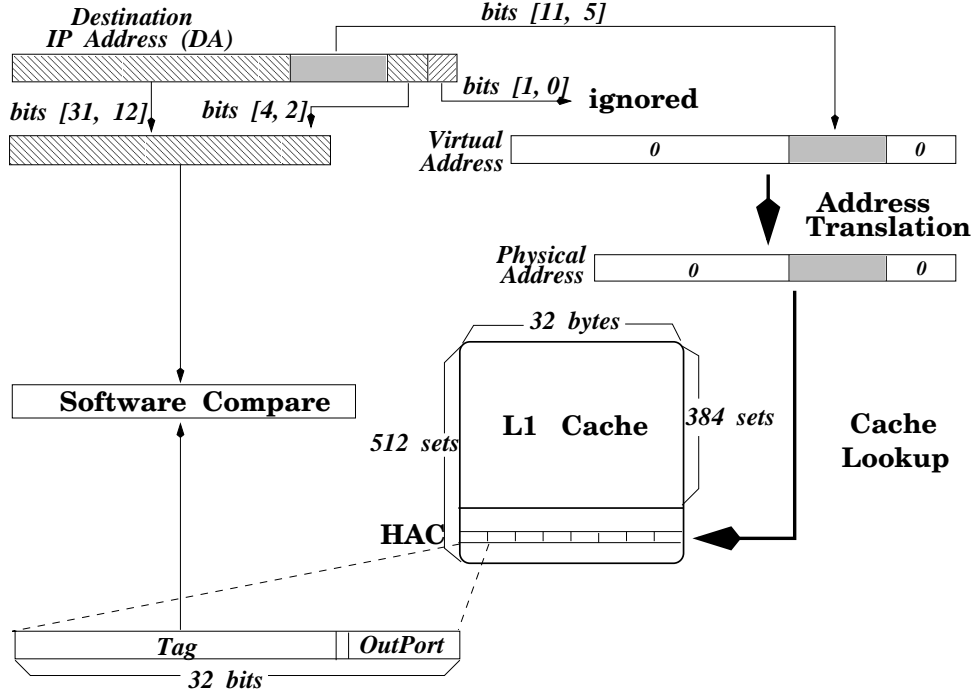 bits [11, 5]
Destination
IP Address (DA)
bits [1, 0]
ignored
bits [31, 12]
bits [4, 2]
Virtual
Address
0
0
Address
Translation
Physical
Address
0
0
32 bytes
Software Compare
L1 Cache
384 sets
512 sets
Cache
Lookup
HAC
Tag
OutPort
32 bits